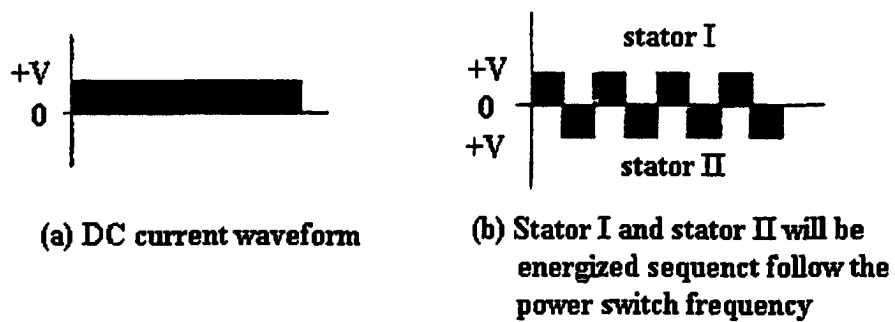 +V
0
(a) DC current waveform
stator I
+V
0
+V
stator II
(b) Stator I and stator II will be
energized sequenct follow the
power switch frequency